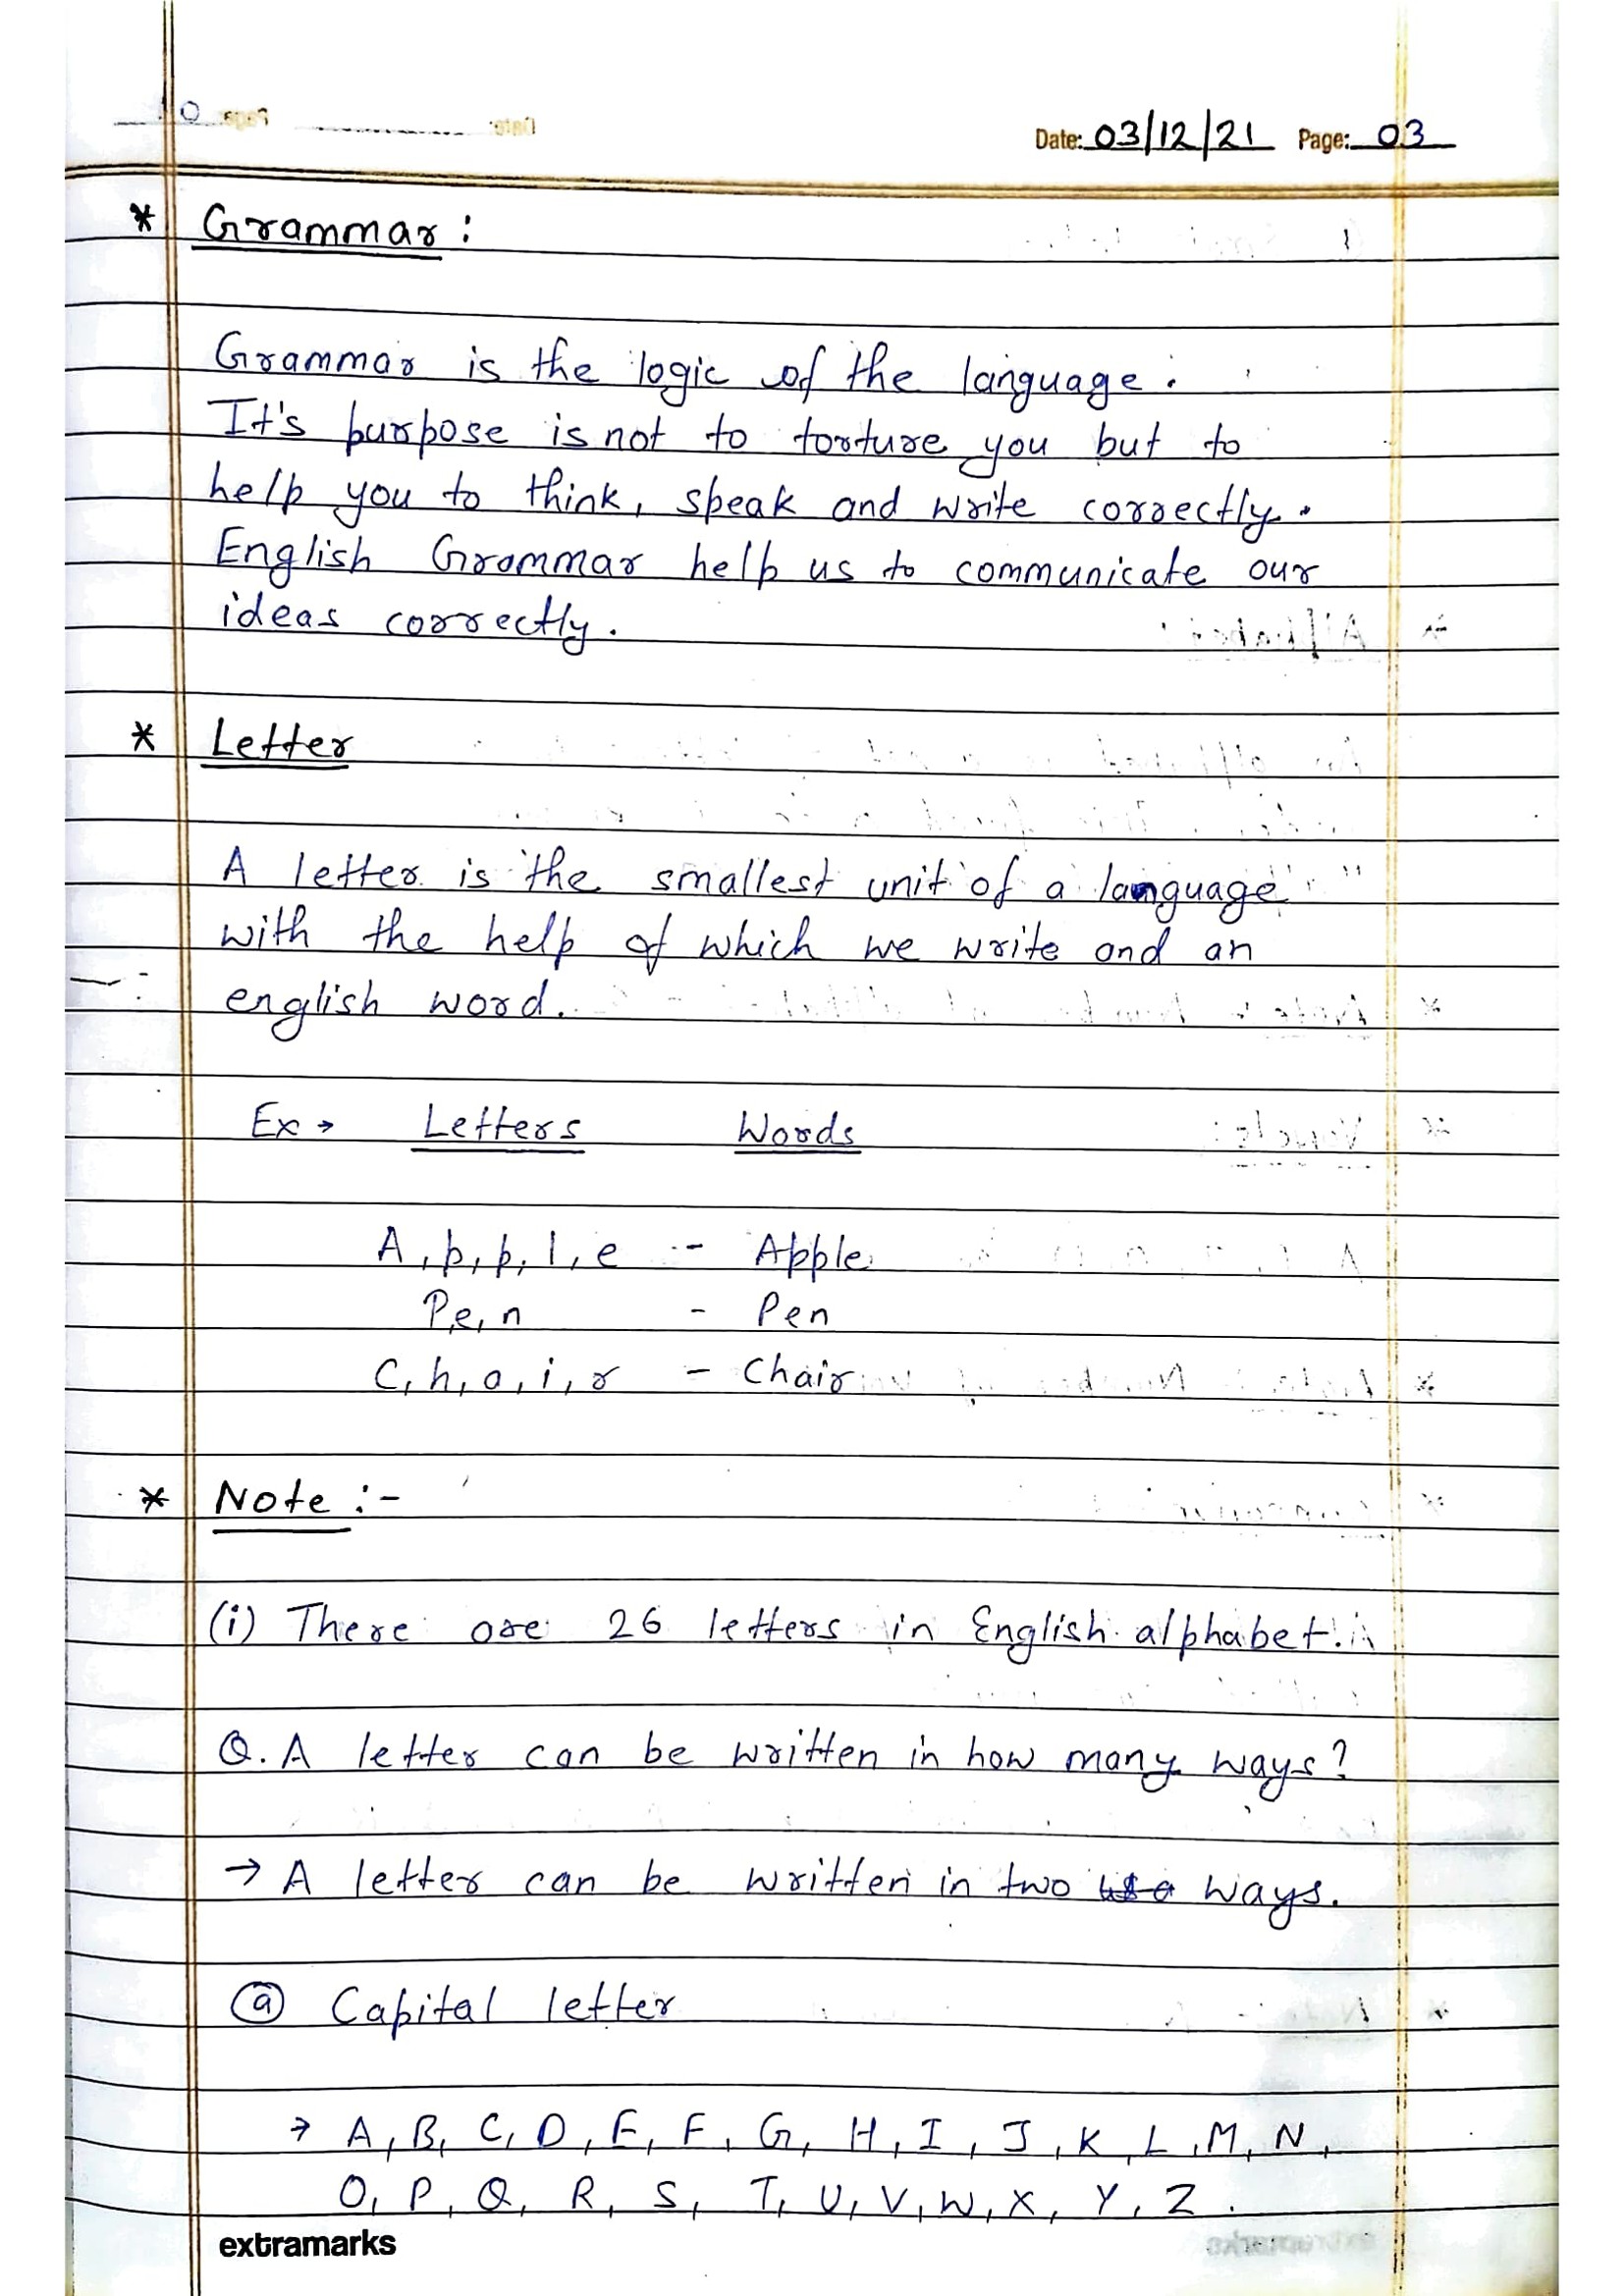 Date: 03/12/21 Page: 03
* Grammar :
Grammar is the logic of the language.
It's purpose is not to torture you but to
help you to think, speak and write correctly.
English Grammar help us to communicate our
ideas correctly.
* Letter
A letter is the smallest unit of a language
with the help of which we write and an
english word.
Ex → Letters Words
A, p, p, l, e - Apple
P, e, n - Pen
C, h, a, i, r - Chair
* Note :-
(i) There are 26 letters in English alphabet.
Q. A letter can be written in how many ways?
→ A letter can be written in two ways.
ⓐ Capital letter
→ A, B, C, D, E, F, G, H, I, J, K, L, M, N,
O, P, Q, R, S, T, U, V, W, X, Y, Z.
extramarks